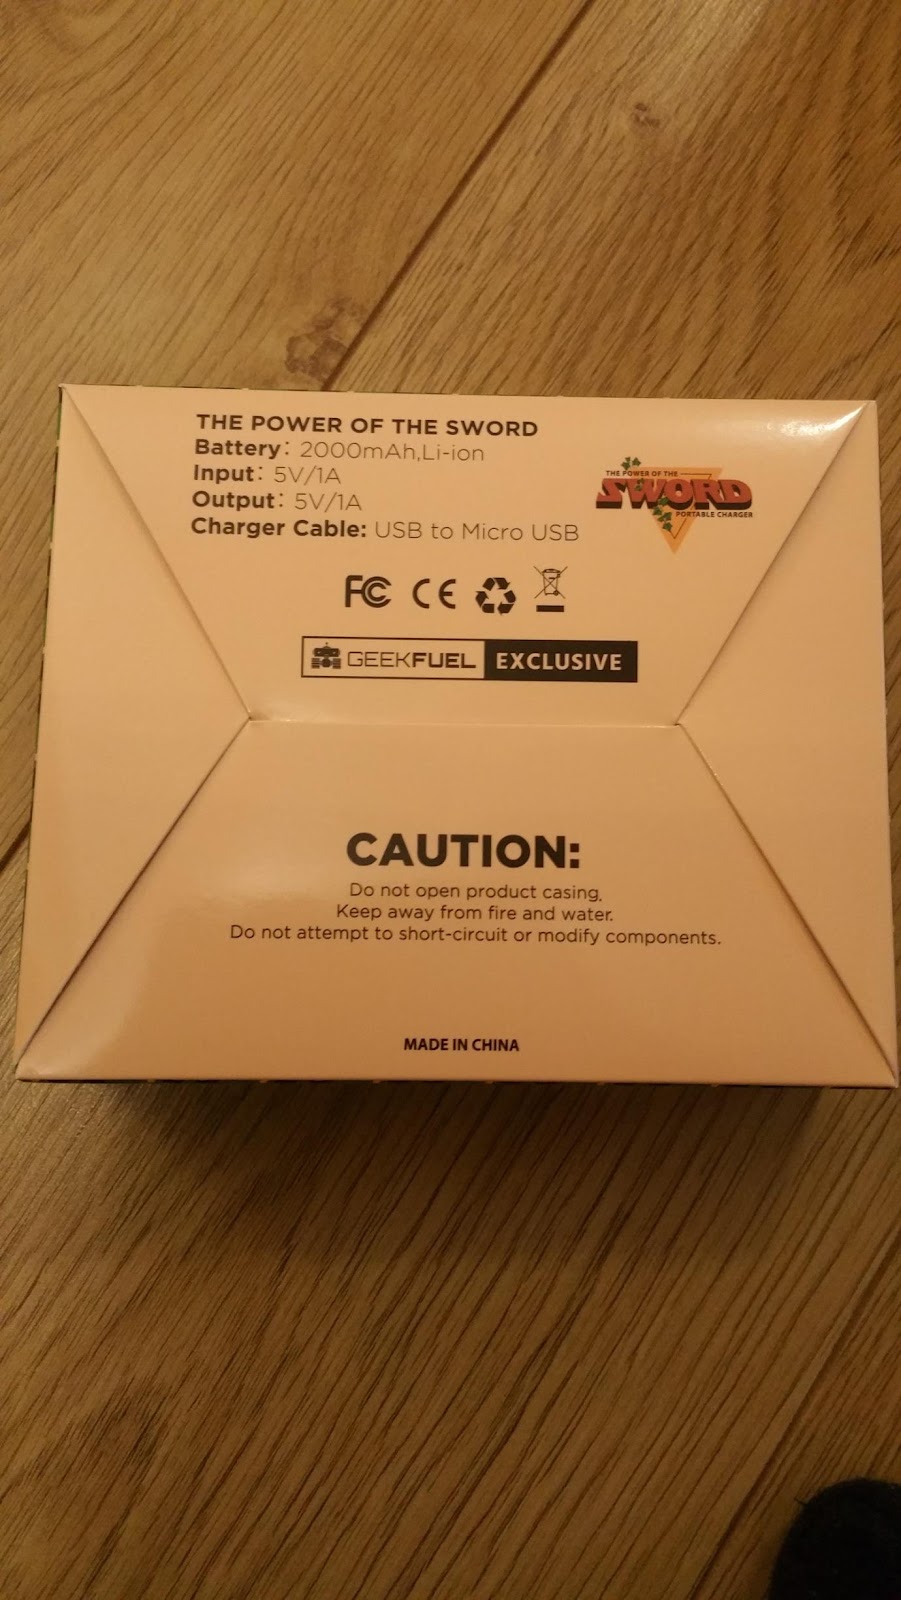 THE POWER OF THE SWORD
Battery: 2000mAh,Li-ion
Input: 5V/1A
Output: 5V/1A
Charger Cable: USB to Micro USB
THE POWER OF THE
SWORD
PORTABLE CHARGER
FC CE
GEEKFUEL EXCLUSIVE
CAUTION:
Do not open product casing.
Keep away from fire and water.
Do not attempt to short-circuit or modify components.
MADE IN CHINA